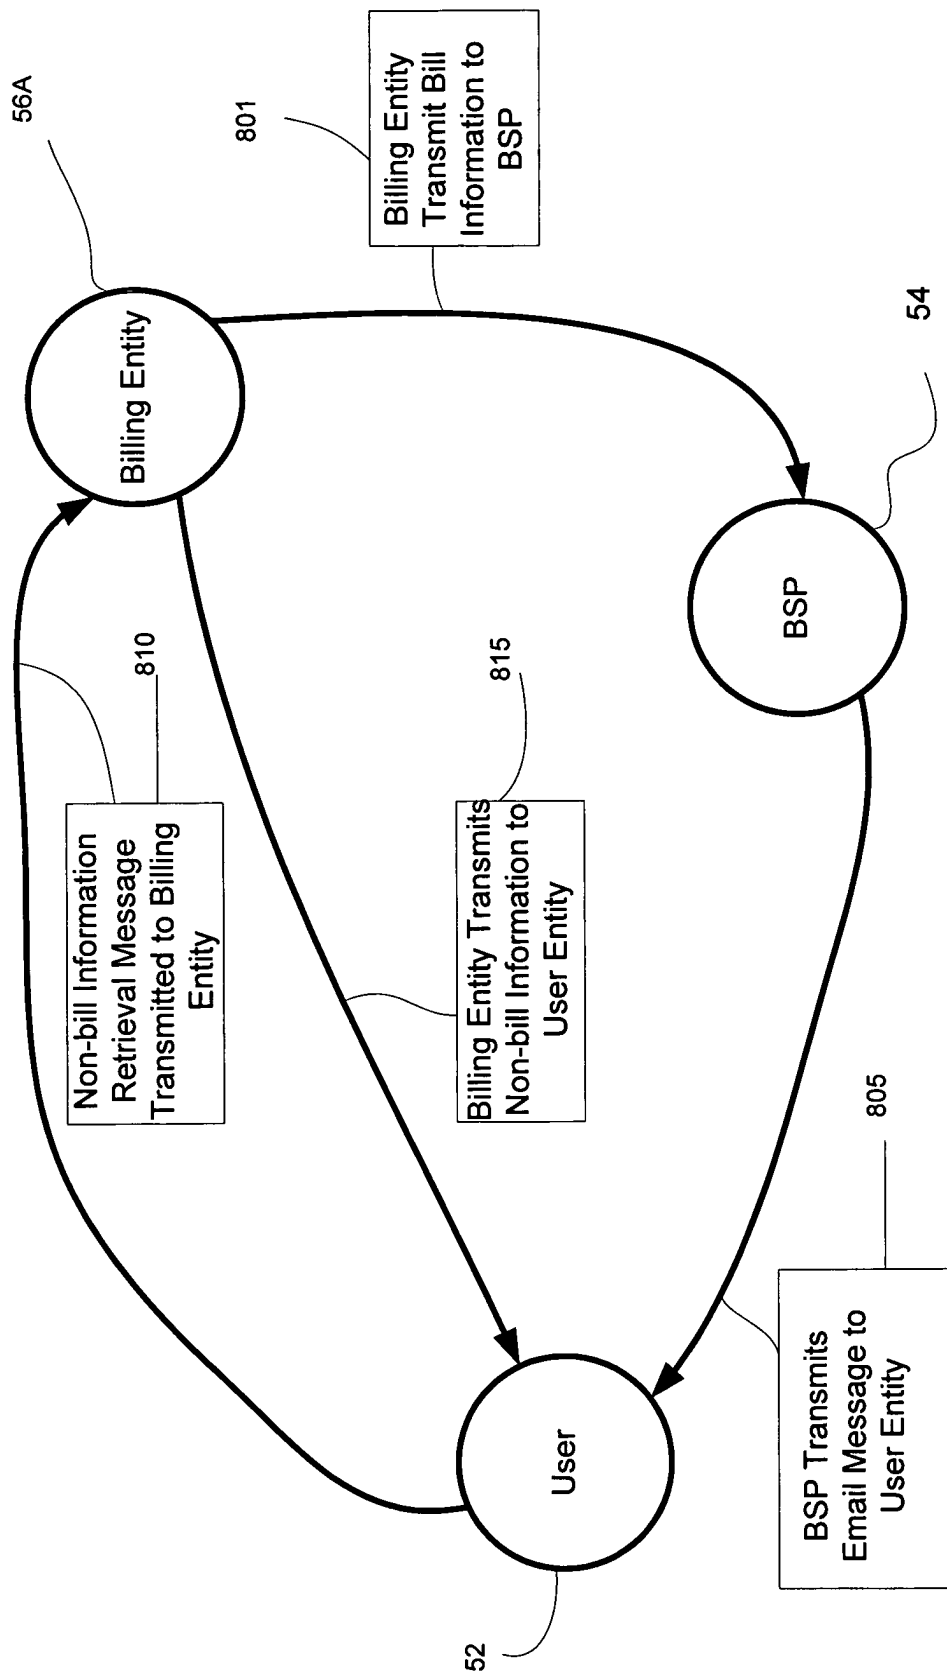 56A
Billing Entity
801
Billing Entity
Transmit Bill
Information to
BSP
810
Non-bill Information
Retrieval Message
Transmitted to Billing
Entity
815
Billing Entity Transmits
Non-bill Information to
User Entity
54
BSP
User
52
805
BSP Transmits
Email Message to
User Entity